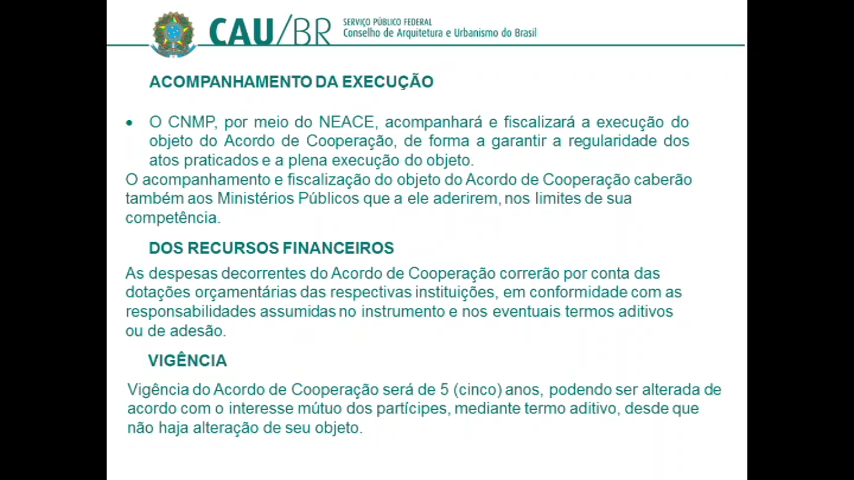 CAU/BR
SERVIÇO PÚBLICO FEDERAL
Conselho de Arquitetura e Urbanismo do Brasil
ACOMPANHAMENTO DA EXECUÇÃO
• O CNMP, por meio do NEACE, acompanhará e fiscalizará a execução do
objeto do Acordo de Cooperação, de forma a garantir a regularidade dos
atos praticados e a plena execução do objeto.
O acompanhamento e fiscalização do objeto do Acordo de Cooperação caberão
também aos Ministérios Públicos que a ele aderirem, nos limites de sua
competência.
DOS RECURSOS FINANCEIROS
As despesas decorrentes do Acordo de Cooperação correrão por conta das
dotações orçamentárias das respectivas instituições, em conformidade com as
responsabilidades assumidas no instrumento e nos eventuais termos aditivos
ou de adesão.
VIGÊNCIA
Vigência do Acordo de Cooperação será de 5 (cinco) anos, podendo ser alterada de
acordo com o interesse mútuo dos partícipes, mediante termo aditivo, desde que
não haja alteração de seu objeto.